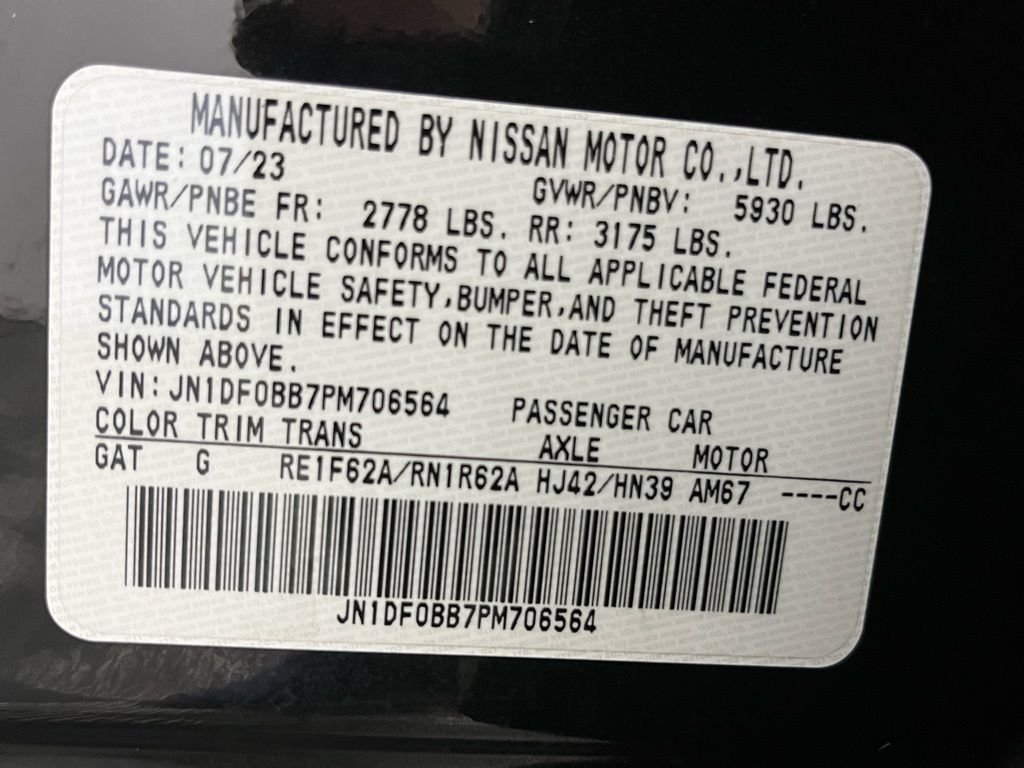 MANUFACTURED BY NISSAN MOTOR CO.,LTD.
DATE: 07/23 GVWR/PNBV: 5930 LBS.
GAWR/PNBE FR: 2778 LBS. RR: 3175 LBS.
THIS VEHICLE CONFORMS TO ALL APPLICABLE FEDERAL
MOTOR VEHICLE SAFETY,BUMPER,AND THEFT PREVENTION
STANDARDS IN EFFECT ON THE DATE OF MANUFACTURE
SHOWN ABOVE.
VIN: JN1DF0BB7PM706564 PASSENGER CAR
COLOR TRIM TRANS AXLE MOTOR
GAT G RE1F62A/RN1R62A HJ42/HN39 AM67 ----CC
JN1DF0BB7PM706564